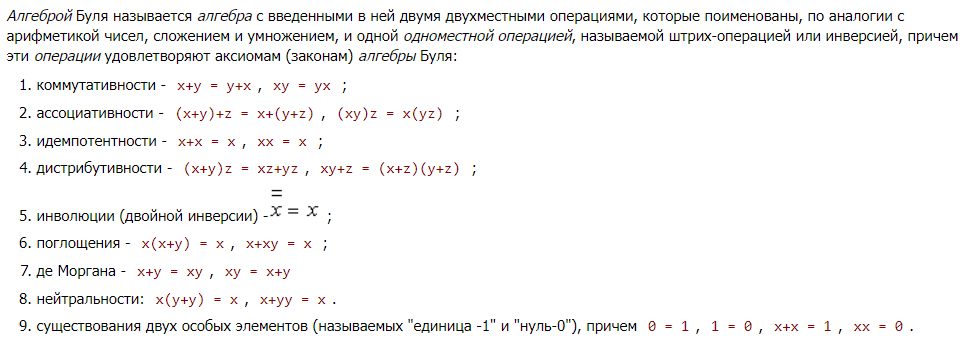 Алгеброй Буля называется алгебра с введенными в ней двумя двухместными операциями, которые поименованы, по аналогии с
арифметикой чисел, сложением и умножением, и одной одноместной операцией, называемой штрих-операцией или инверсией, причем
эти операции удовлетворяют аксиомам (законам) алгебры Буля:
1. коммутативности - x+y = y+x , xy = yx ;
2. ассоциативности - (x+y)+z = x+(y+z) , (xy)z = x(yz) ;
3. идемпотентности - x+x = x , xx = x ;
4. дистрибутивности - (x+y)z = xz+yz , xy+z = (x+z)(y+z) ;
5. инволюции (двойной инверсии) - x̿ = x ;
6. поглощения - x(x+y) = x , x+xy = x ;
7. де Моргана - x+y = xy , xy = x+y
8. нейтральности: x(y+y) = x , x+yy = x .
9. существования двух особых элементов (называемых "единица -1" и "нуль-0"), причем 0 = 1 , 1 = 0 , x+x = 1 , xx = 0 .